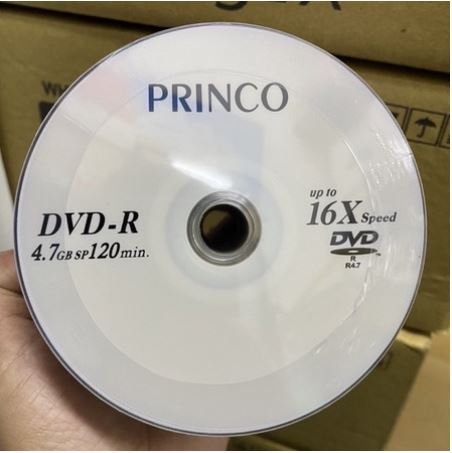 PRINCO
DVD-R
4.7GB SP120min.
up to
16X Speed
DVD
R
R4.7